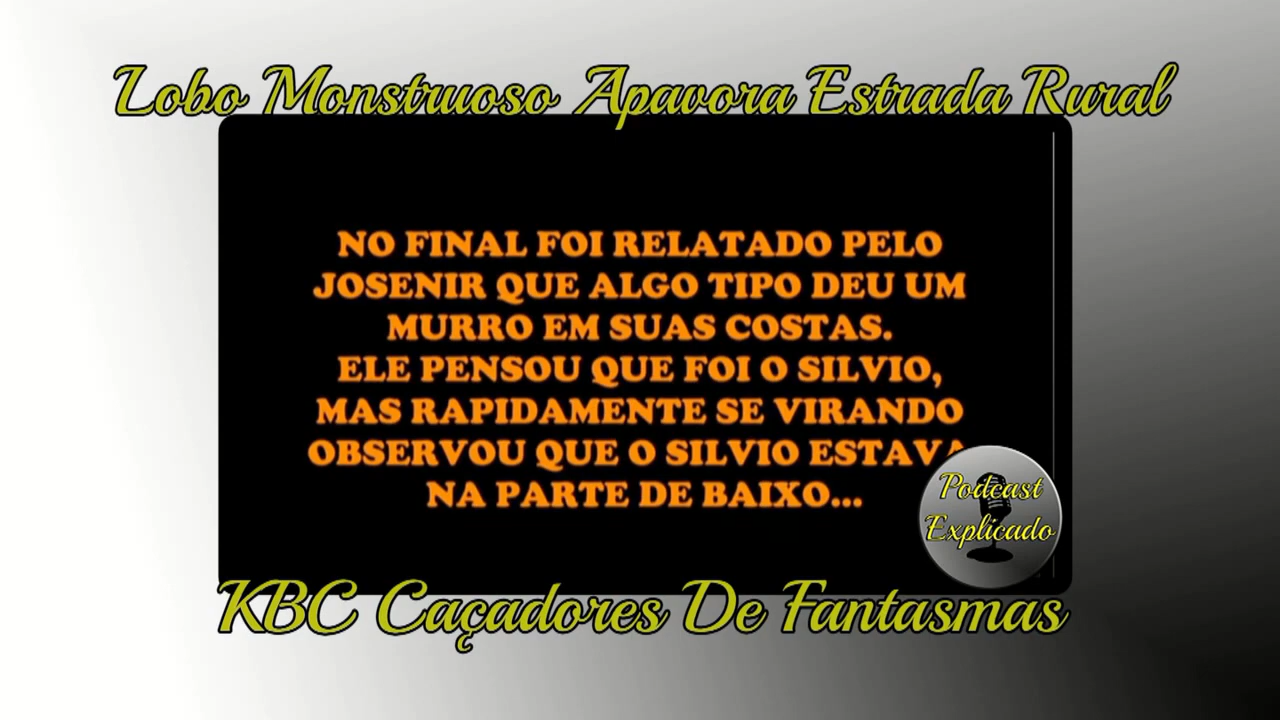 Lobo Monstruoso Apavora Estrada Rural
NO FINAL FOI RELATADO PELO
JOSENIR QUE ALGO TIPO DEU UM
MURRO EM SUAS COSTAS.
ELE PENSOU QUE FOI O SILVIO,
MAS RAPIDAMENTE SE VIRANDO
OBSERVOU QUE O SILVIO ESTAVA
NA PARTE DE BAIXO...
Podcast
Explicado
KBC Caçadores De Fantasmas